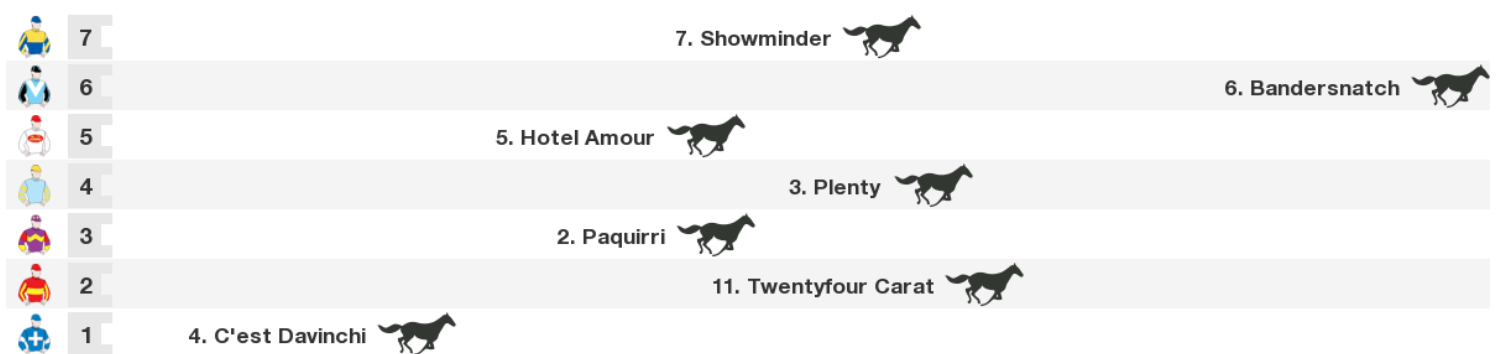 7 7. Showminder
6 6. Bandersnatch
5 5. Hotel Amour
4 3. Plenty
3 2. Paquirri
2 11. Twentyfour Carat
1 4. C'est Davinchi